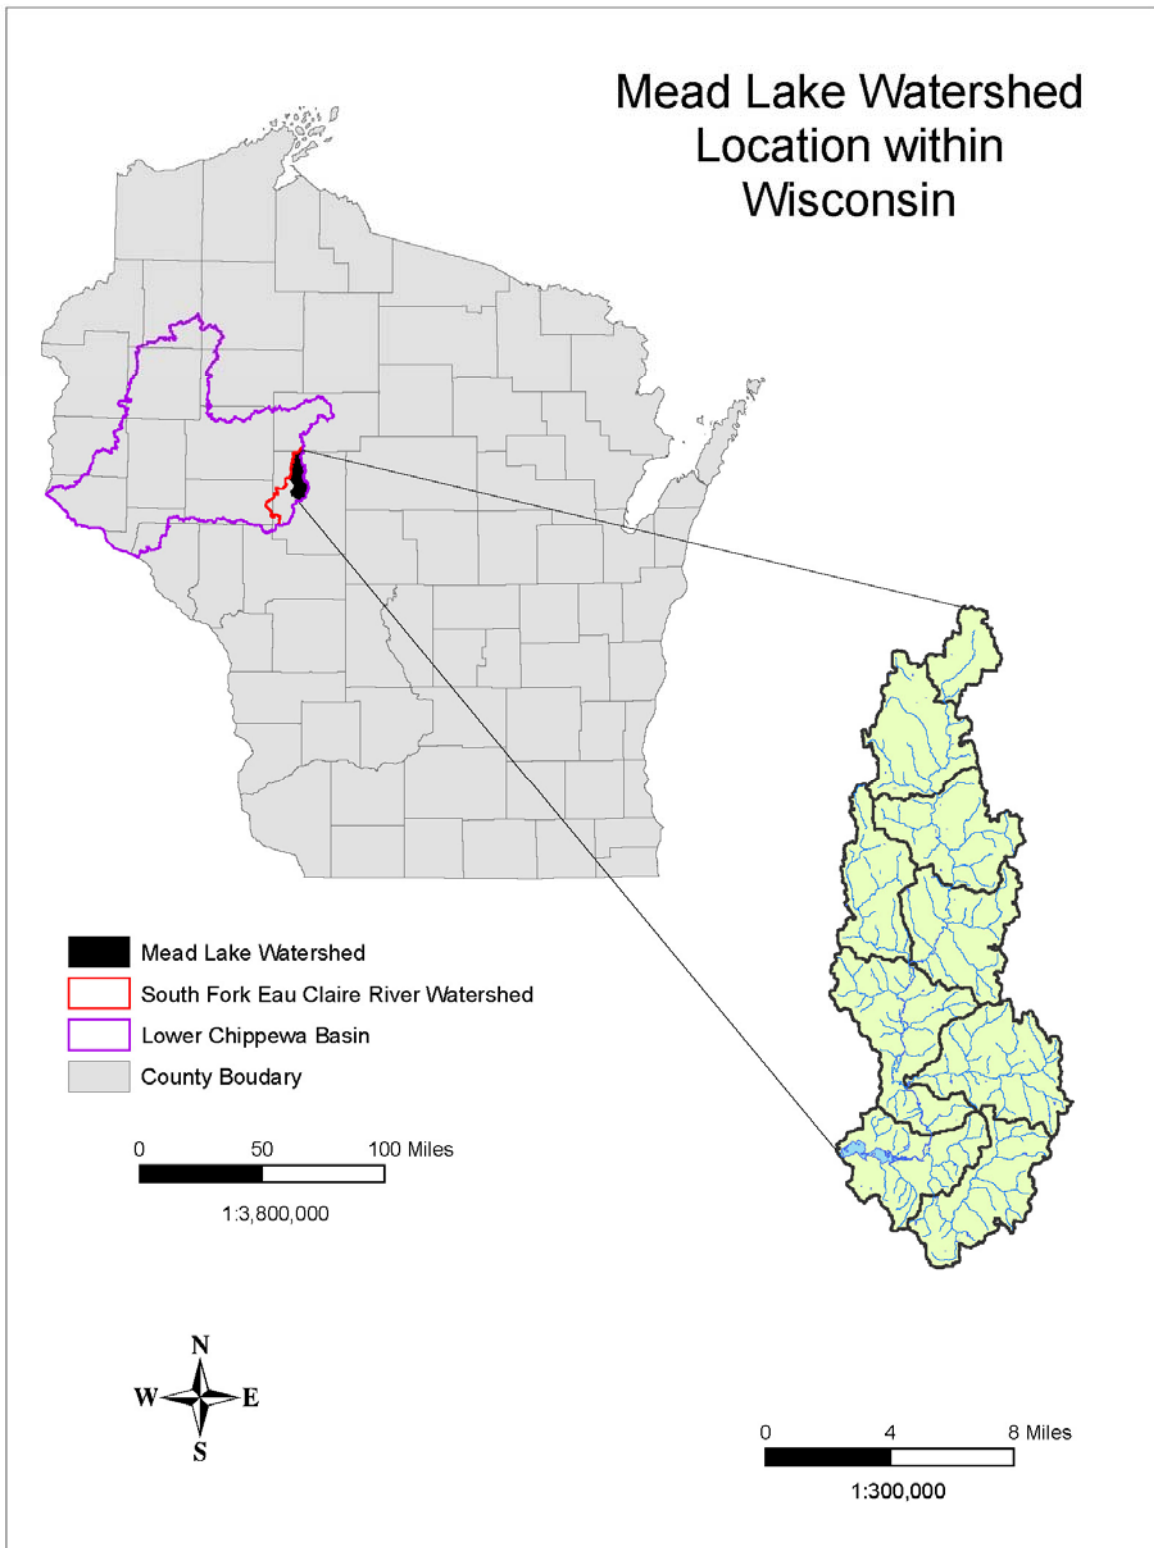 Mead Lake Watershed
Location within
Wisconsin
Mead Lake Watershed
South Fork Eau Claire River Watershed
Lower Chippewa Basin
County Boudary
0 50 100 Miles
1:3,800,000
N
W E
S
0 4 8 Miles
1:300,000